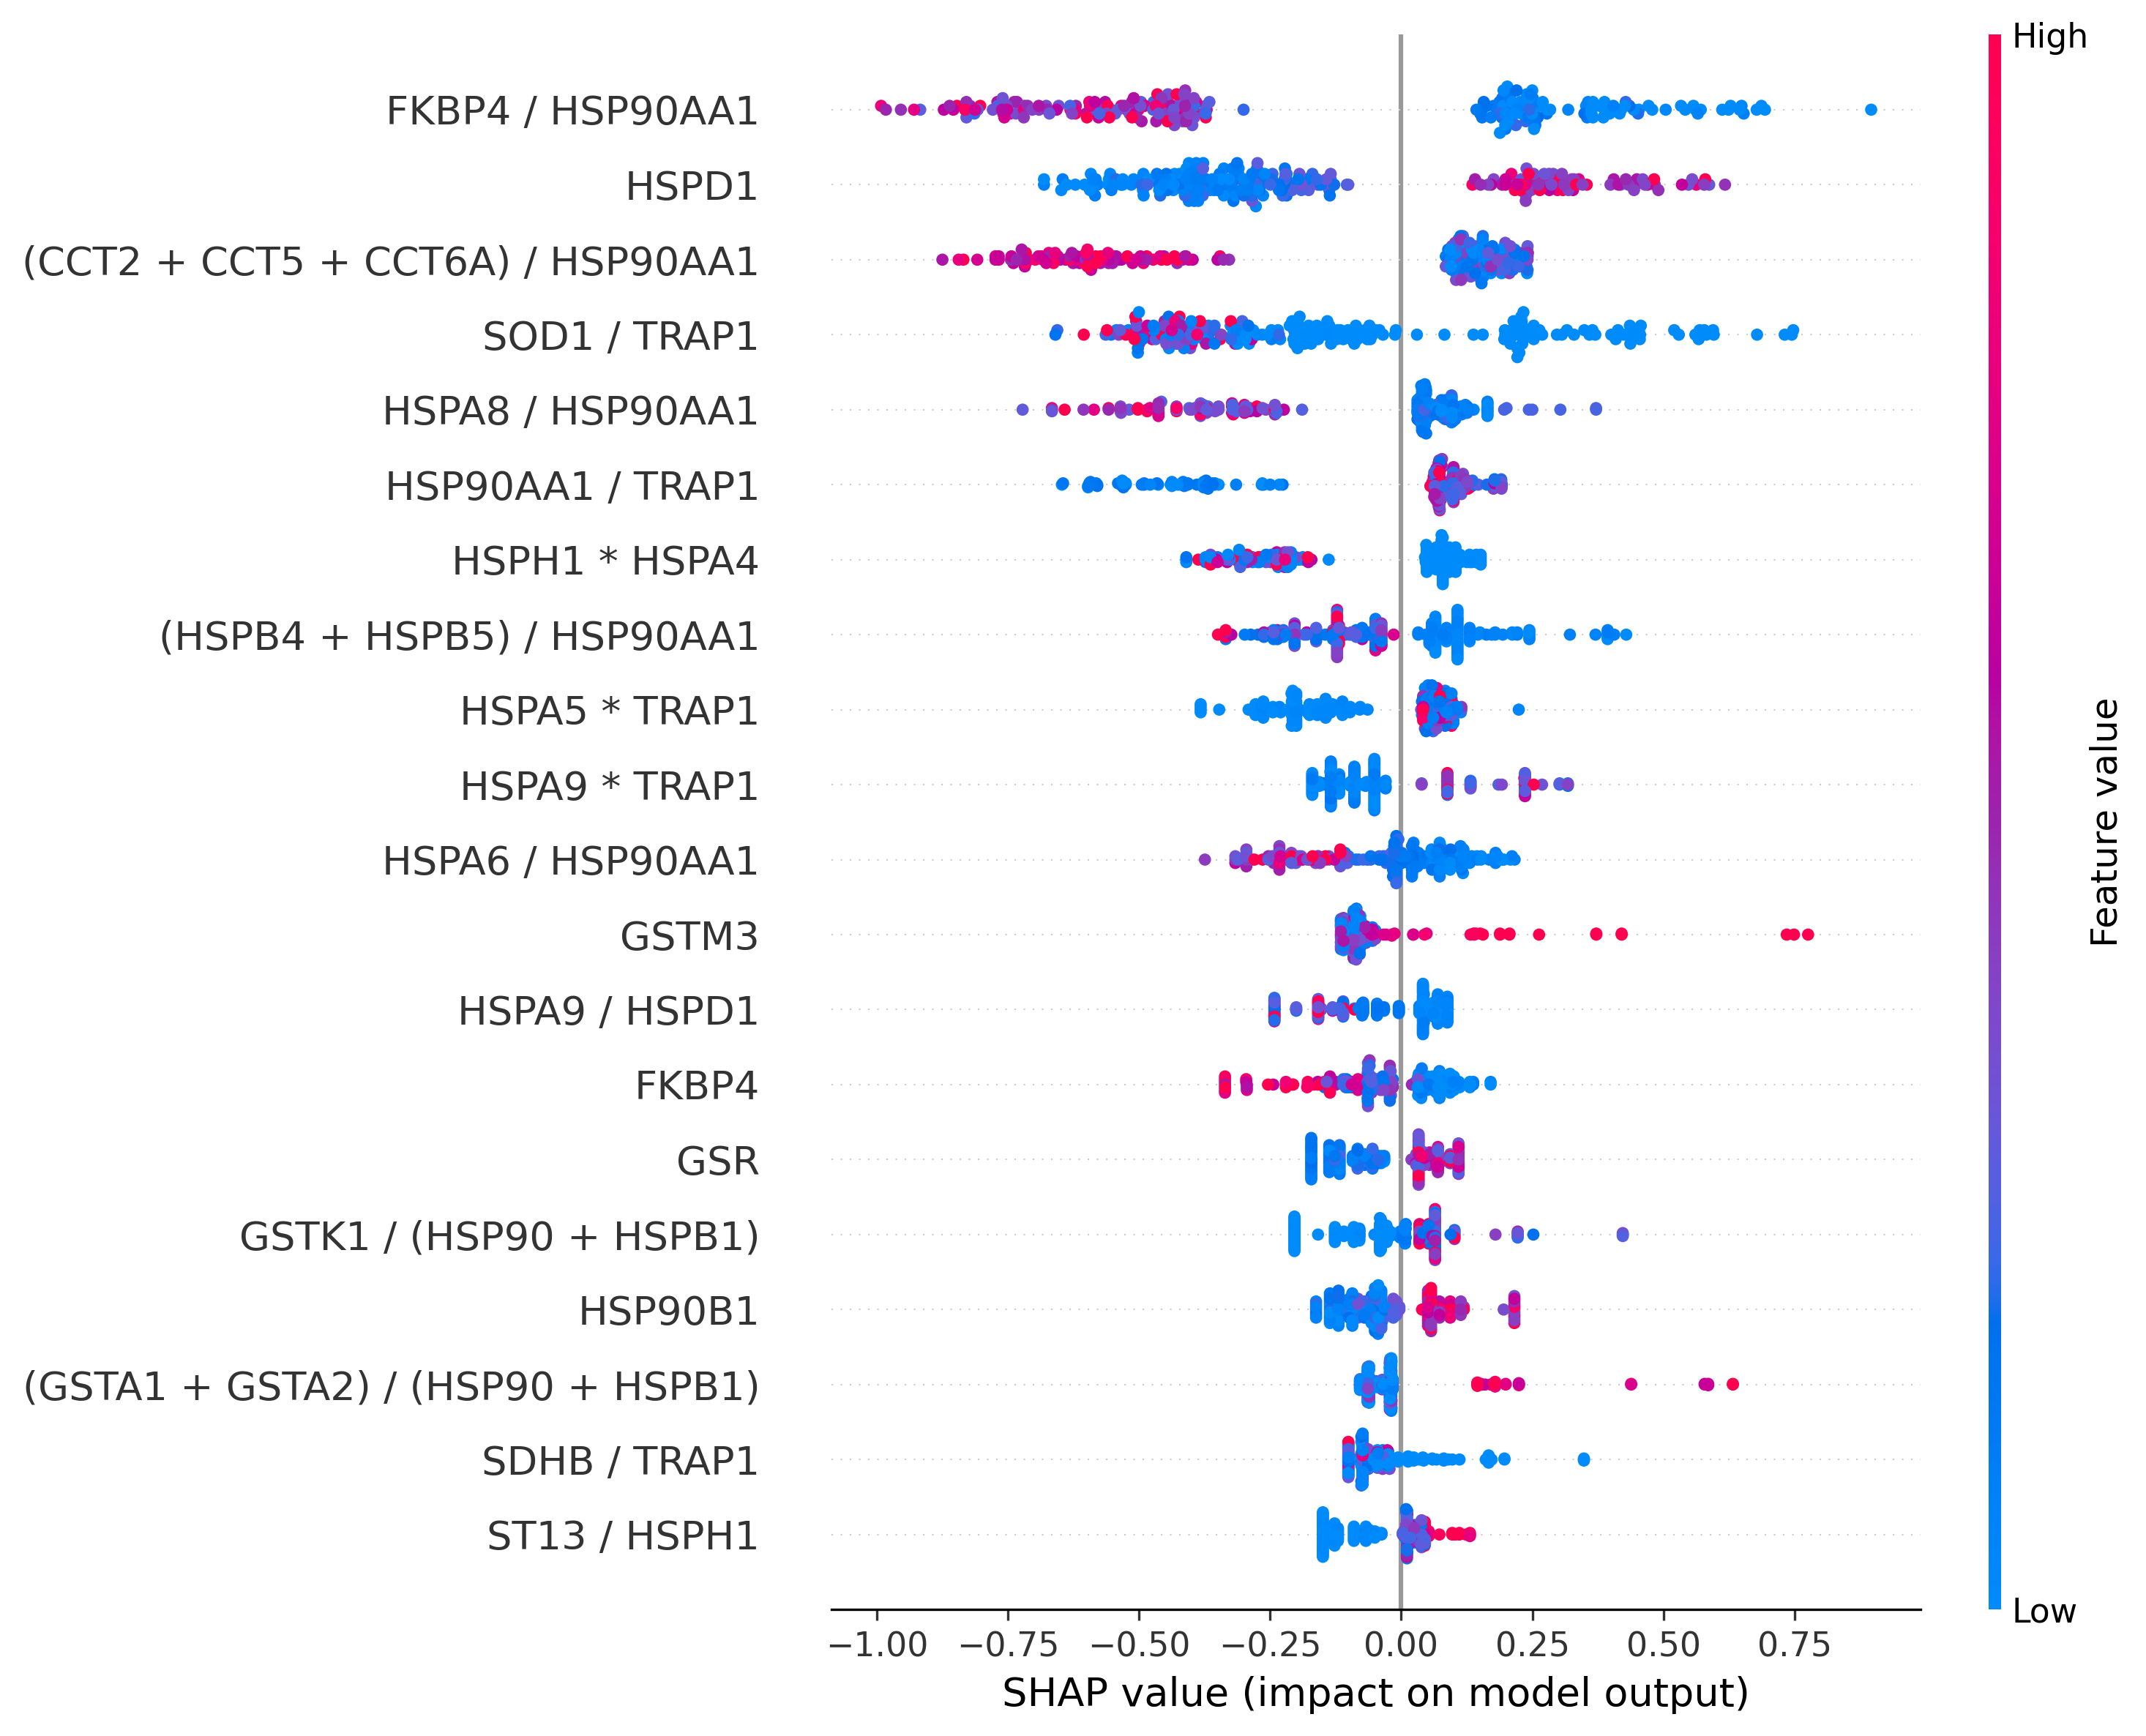 High
FKBP4 / HSP90AA1
HSPD1
(CCT2 + CCT5 + CCT6A) / HSP90AA1
SOD1 / TRAP1
HSPA8 / HSP90AA1
HSP90AA1 / TRAP1
HSPH1 * HSPA4
(HSPB4 + HSPB5) / HSP90AA1
HSPA5 * TRAP1
HSPA9 * TRAP1
HSPA6 / HSP90AA1
GSTM3
HSPA9 / HSPD1
FKBP4
GSR
GSTK1 / (HSP90 + HSPB1)
HSP90B1
(GSTA1 + GSTA2) / (HSP90 + HSPB1)
SDHB / TRAP1
ST13 / HSPH1
Feature value
Low
−1.00 −0.75 −0.50 −0.25 0.00 0.25 0.50 0.75
SHAP value (impact on model output)